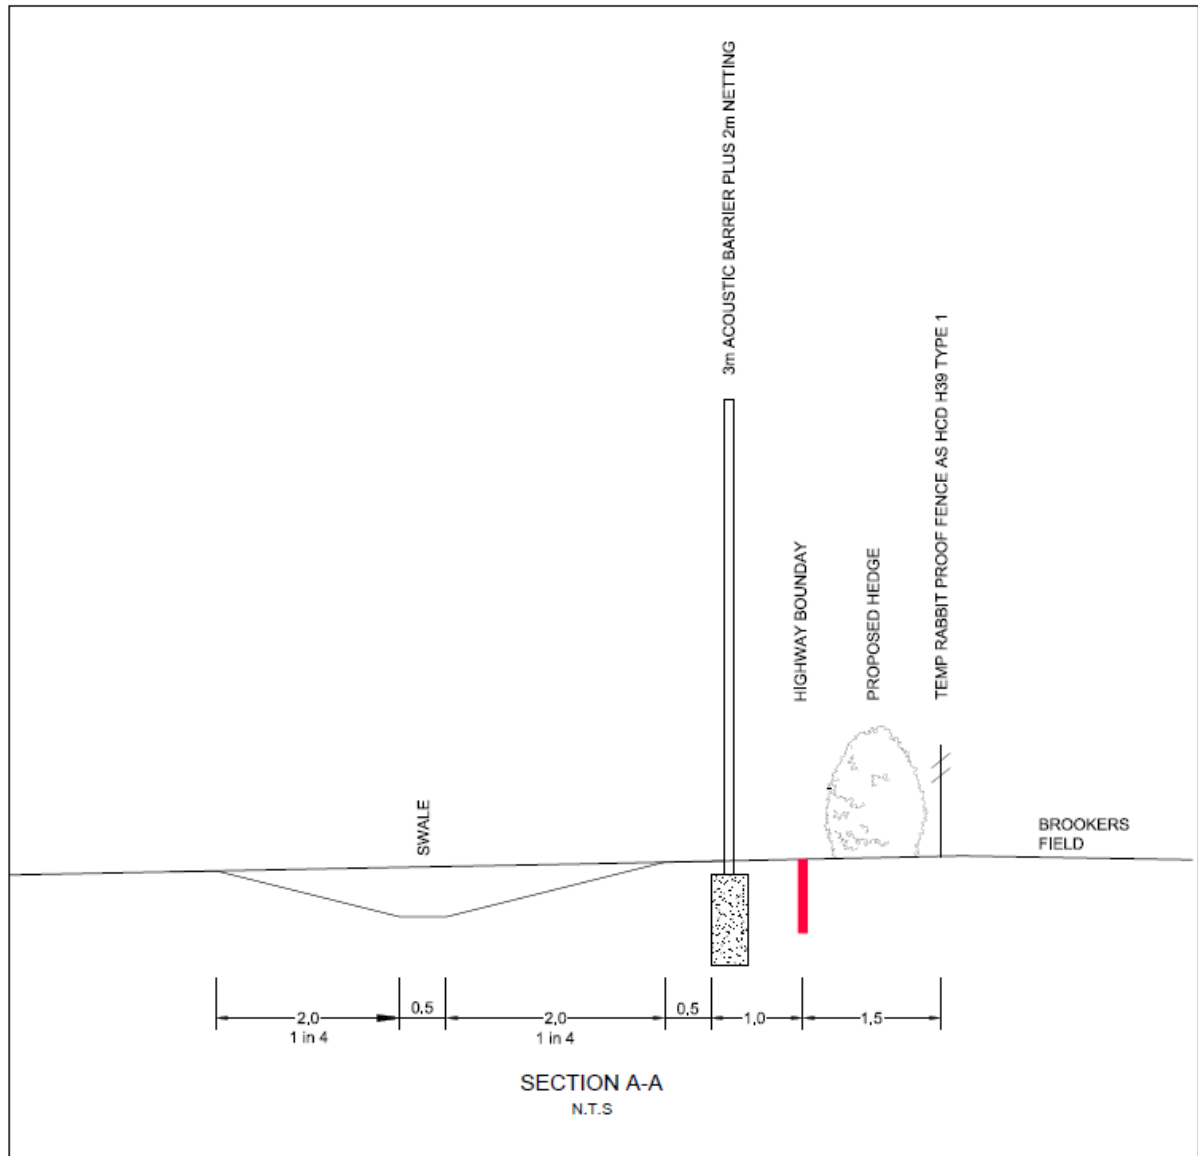 3m ACOUSTIC BARRIER PLUS 2m NETTING
TEMP RABBIT PROOF FENCE AS HCD H39 TYPE 1
HIGHWAY BOUNDAY
PROPOSED HEDGE
SWALE
BROOKERS
FIELD
2.0
1 in 4
0.5
2.0
1 in 4
0.5
1.0
1.5
SECTION A-A
N.T.S